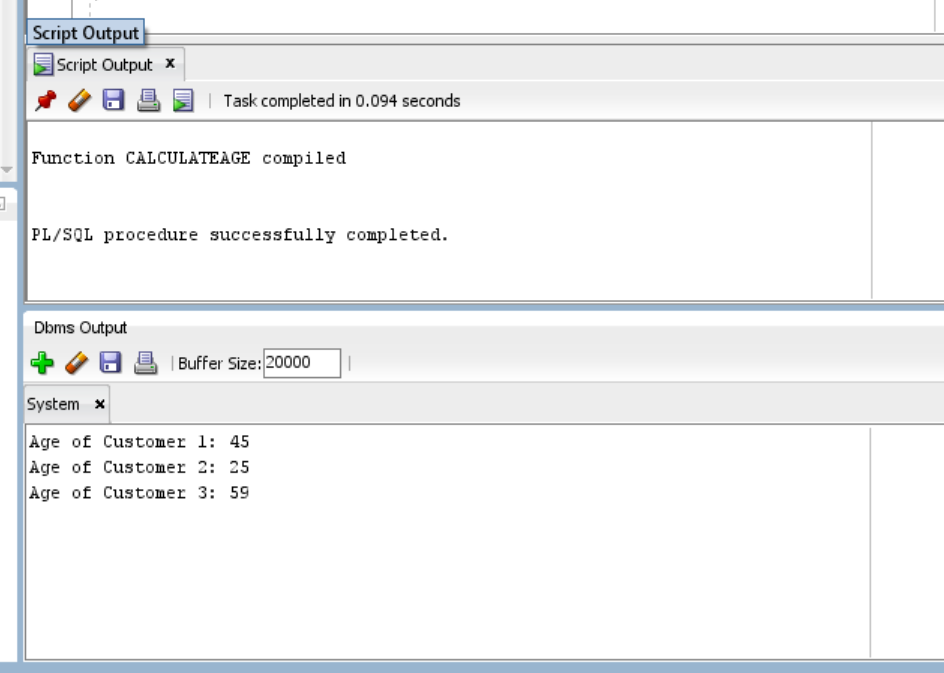 Script Output
Script Output x
Task completed in 0.094 seconds
Function CALCULATEAGE compiled
PL/SQL procedure successfully completed.
Dbms Output
Buffer Size: 20000
System x
Age of Customer 1: 45
Age of Customer 2: 25
Age of Customer 3: 59